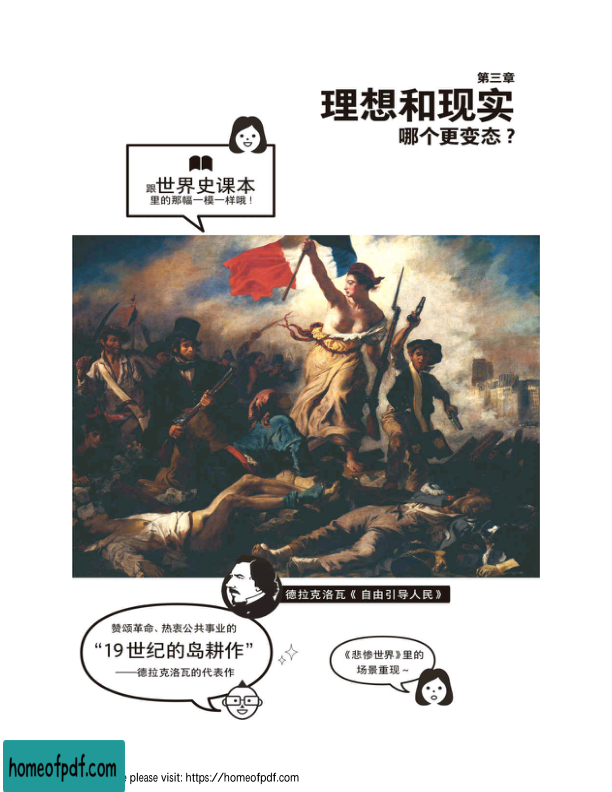 第三章
理想和现实
哪个更变态？
跟世界史课本
里的那幅一模一样哦！
德拉克洛瓦《自由引导人民》
赞颂革命、热衷公共事业的
“19世纪的岛耕作”
——德拉克洛瓦的代表作
《悲惨世界》里的
场景重现～
homeofpdf.com
e please visit: https://homeofpdf.com